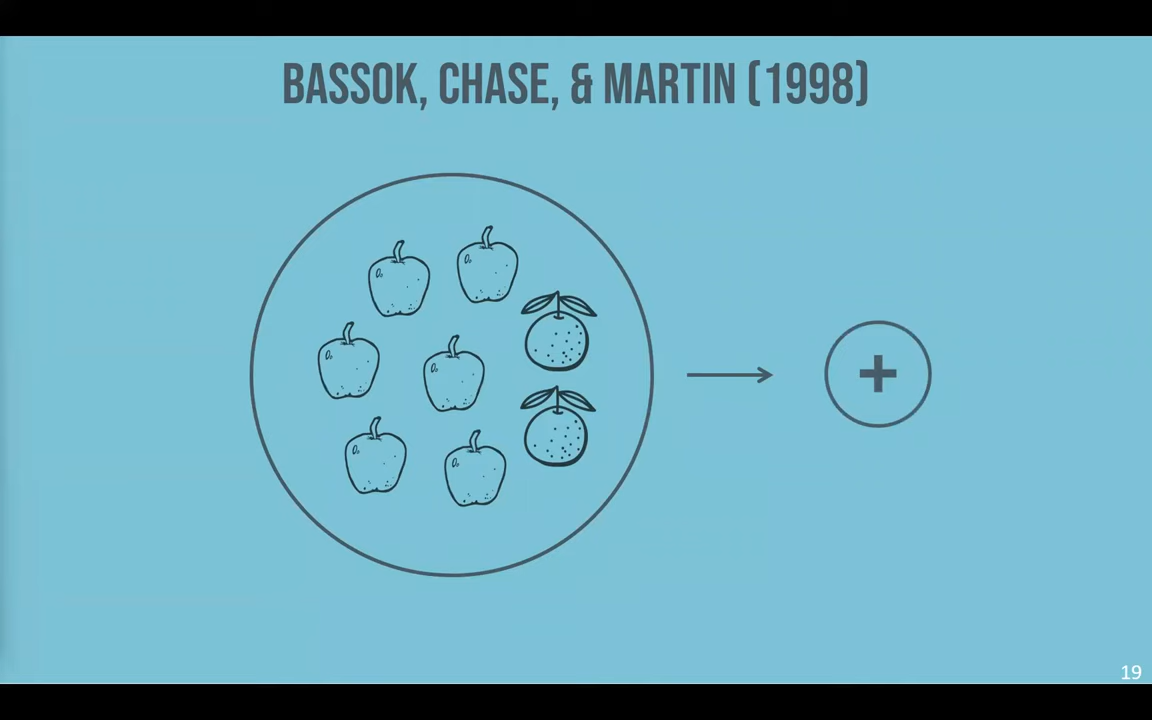 BASSOK, CHASE, & MARTIN (1998)
+
19